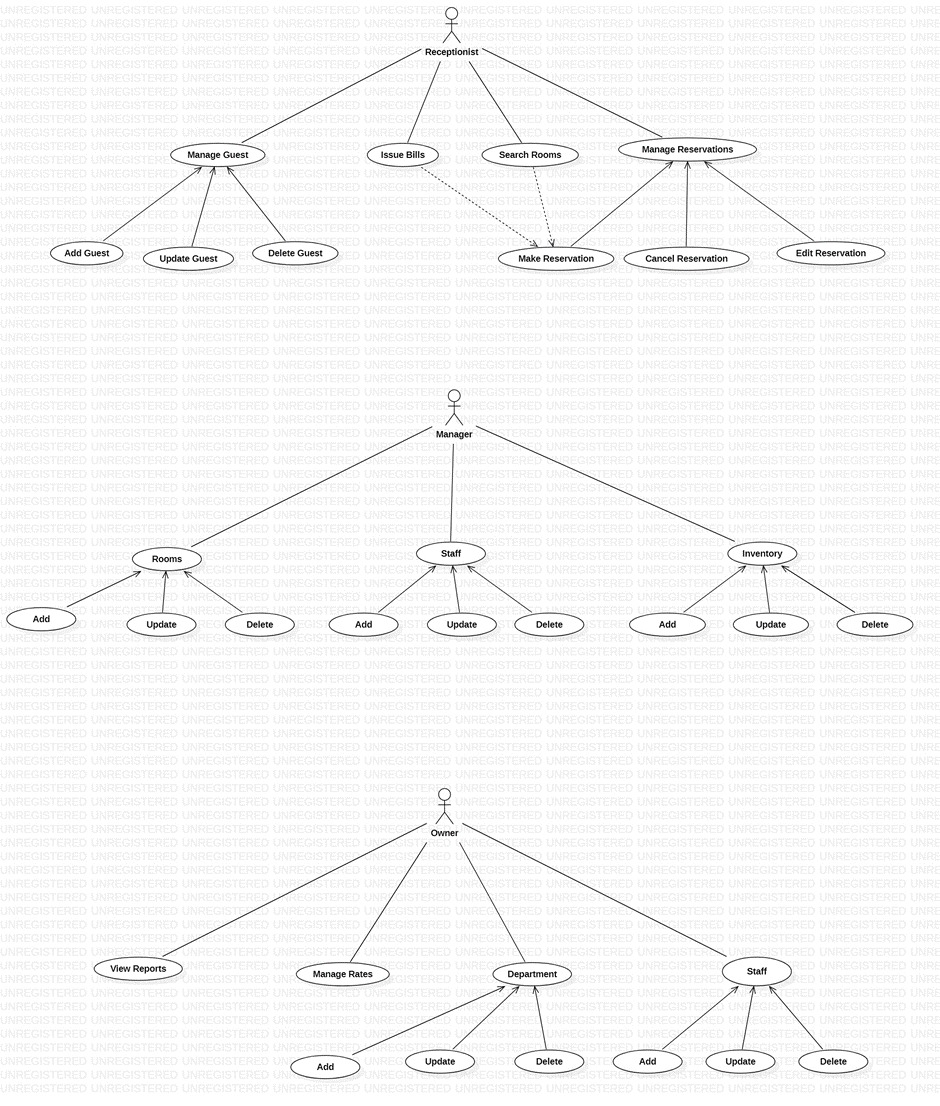 Receptionist
Manage Guest
Issue Bills
Search Rooms
Manage Reservations
Add Guest
Update Guest
Delete Guest
Make Reservation
Cancel Reservation
Edit Reservation
Manager
Rooms
Staff
Inventory
Add
Update
Delete
Add
Update
Delete
Add
Update
Delete
Owner
View Reports
Manage Rates
Department
Staff
Add
Update
Delete
Add
Update
Delete
UNREGISTERED